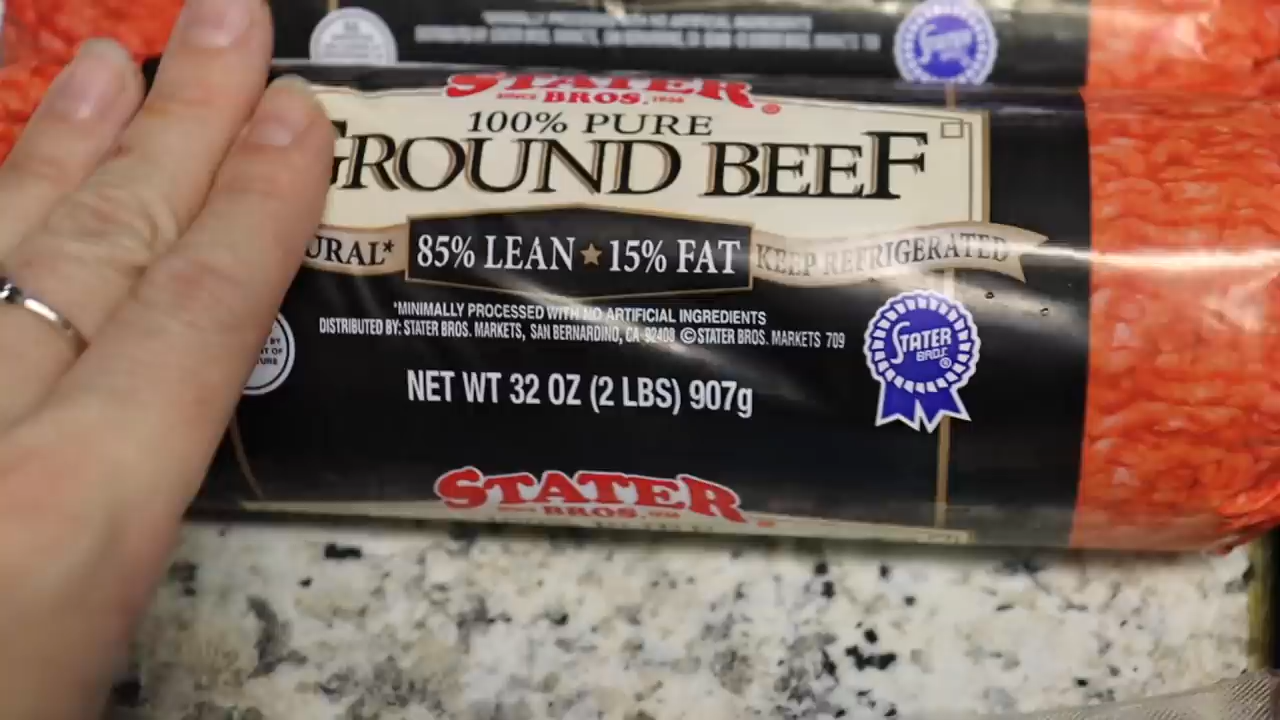 STATER
SINCE BROS. 1936
100% PURE
GROUND BEEF
URAL* 85% LEAN 15% FAT KEEP REFRIGERATED
*MINIMALLY PROCESSED WITH NO ARTIFICIAL INGREDIENTS
DISTRIBUTED BY: STATER BROS. MARKETS, SAN BERNARDINO, CA 92408 ©STATER BROS. MARKETS 709
STATER
BROS.®
NET WT 32 OZ (2 LBS) 907g
STATER
BROS.